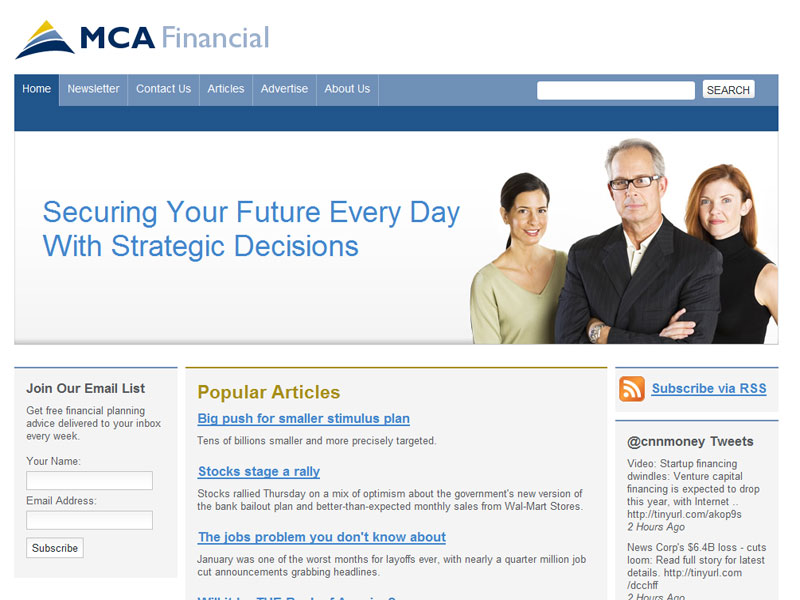 MCA Financial
Home
Newsletter
Contact Us
Articles
Advertise
About Us
SEARCH
Securing Your Future Every Day
With Strategic Decisions
Join Our Email List
Get free financial planning
advice delivered to your inbox
every week.
Your Name:
Email Address:
Subscribe
Popular Articles
Big push for smaller stimulus plan
Tens of billions smaller and more precisely targeted.
Stocks stage a rally
Stocks rallied Thursday on a mix of optimism about the government's new version of
the bank bailout plan and better-than-expected monthly sales from Wal-Mart Stores.
The jobs problem you don't know about
January was one of the worst months for layoffs ever, with nearly a quarter million job
cut announcements grabbing headlines.
Subscribe via RSS
@cnnmoney Tweets
Video: Startup financing
dwindles: Venture capital
financing is expected to drop
this year, with Internet ..
http://tinyurl.com/akop9s
2 Hours Ago
News Corp's $6.4B loss - cuts
loom: Read full story for latest
details. http://tinyurl.com
/dcchff
2 Hours Ago